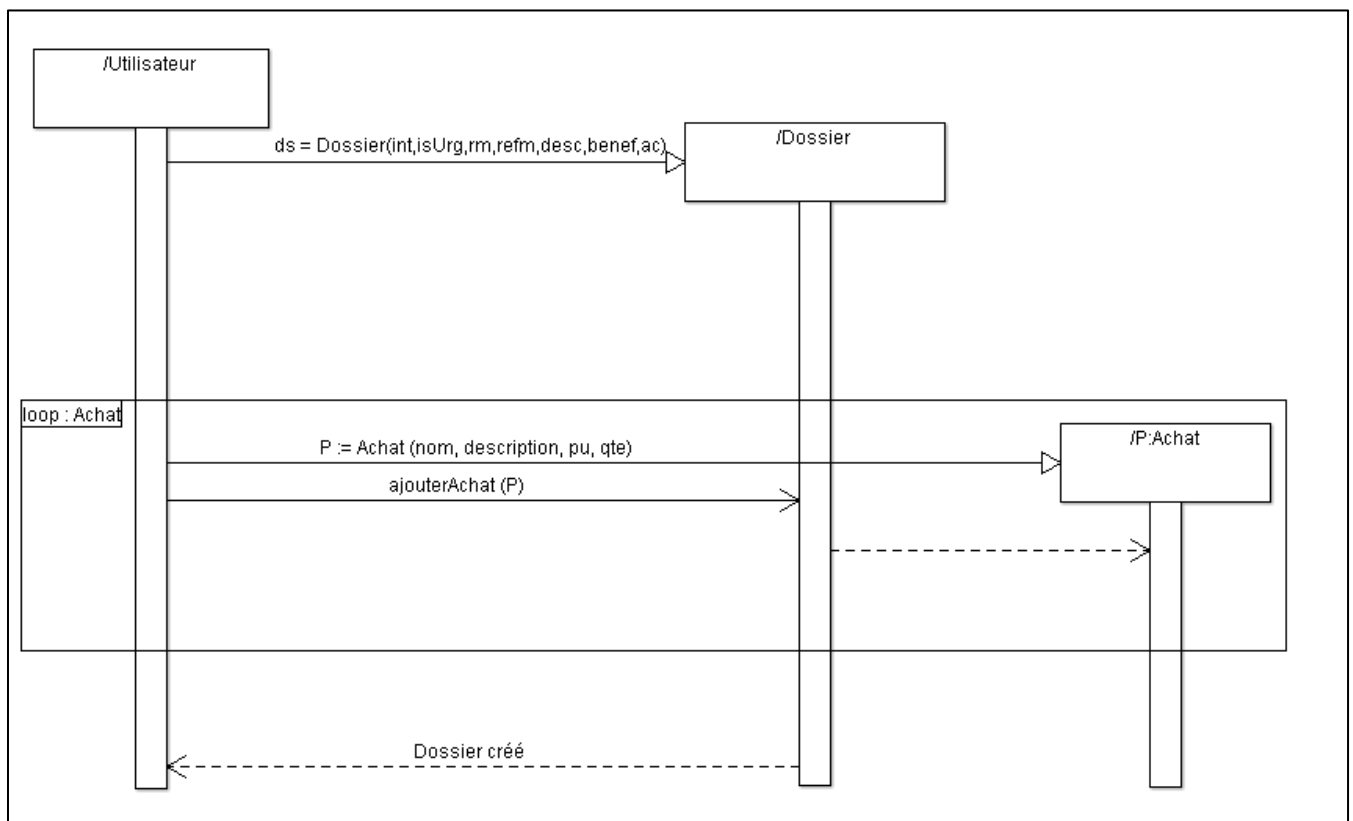 /Utilisateur
ds = Dossier(int,isUrg,rm,refm,desc,benef,ac)
/Dossier
loop : Achat
P := Achat (nom, description, pu, qte)
/P:Achat
ajouterAchat (P)
Dossier créé